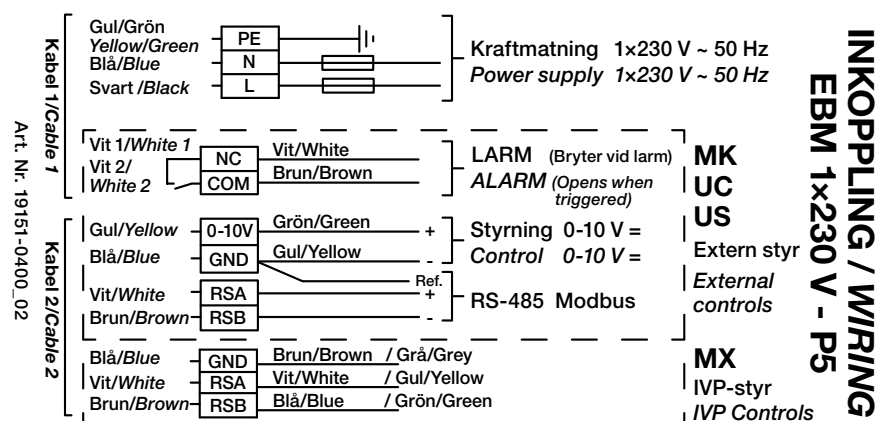 INKOPPLING / WIRING
EBM 1×230 V - P5
Art. Nr. 19151-0400_02
Kabel 1/Cable 1
Gul/Grön
Yellow/Green
PE
Blå/Blue
N
Svart /Black
L
Kraftmatning 1×230 V ~ 50 Hz
Power supply 1×230 V ~ 50 Hz
Vit 1/White 1
NC
Vit/White
Vit 2/
White 2
COM
Brun/Brown
LARM (Bryter vid larm)
ALARM (Opens when
triggered)
MK
UC
US
Extern styr
External
controls
Kabel 2/Cable 2
Gul/Yellow
0-10V
Grön/Green
+
Blå/Blue
GND
Gul/Yellow
-
Styrning 0-10 V =
Control 0-10 V =
Ref.
Vit/White
RSA
+
Brun/Brown
RSB
-
RS-485 Modbus
Blå/Blue
GND
Brun/Brown / Grå/Grey
Vit/White
RSA
Vit/White / Gul/Yellow
Brun/Brown
RSB
Blå/Blue / Grön/Green
MX
IVP-styr
IVP Controls